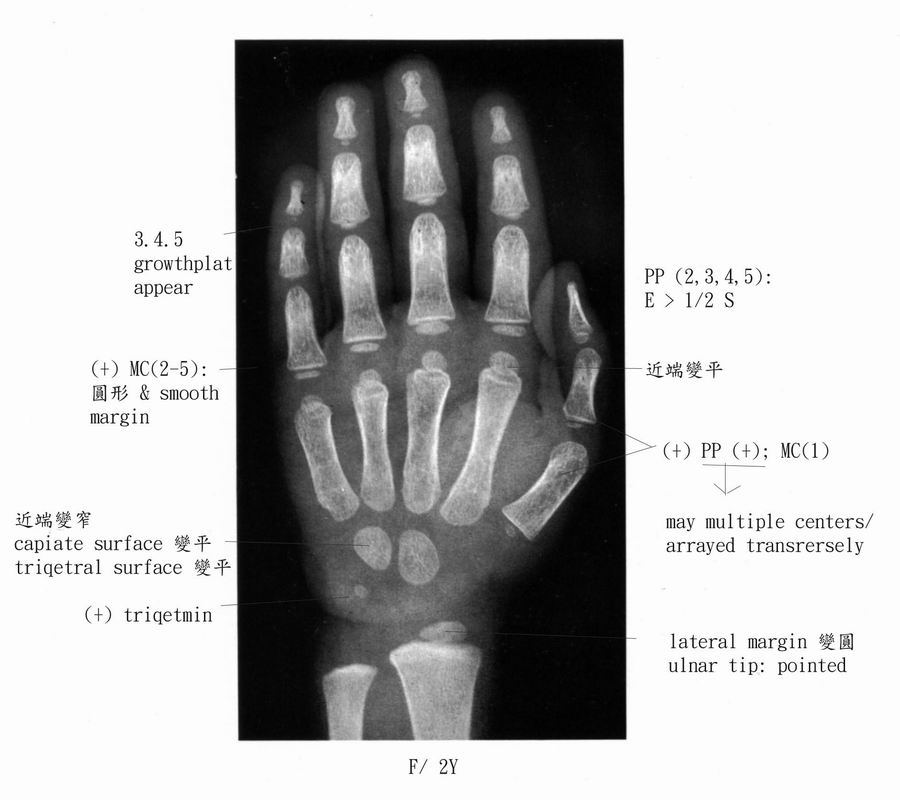 3.4.5
growthplat
appear
(+) MC(2-5):
圓形 & smooth
margin
近端變窄
capiate surface 變平
triqetral surface 變平
(+) triqetmin
PP (2,3,4,5):
E > 1/2 S
近端變平
(+) PP (+); MC(1)
may multiple centers/
arrayed transrersely
lateral margin 變圓
ulnar tip: pointed
F/ 2Y